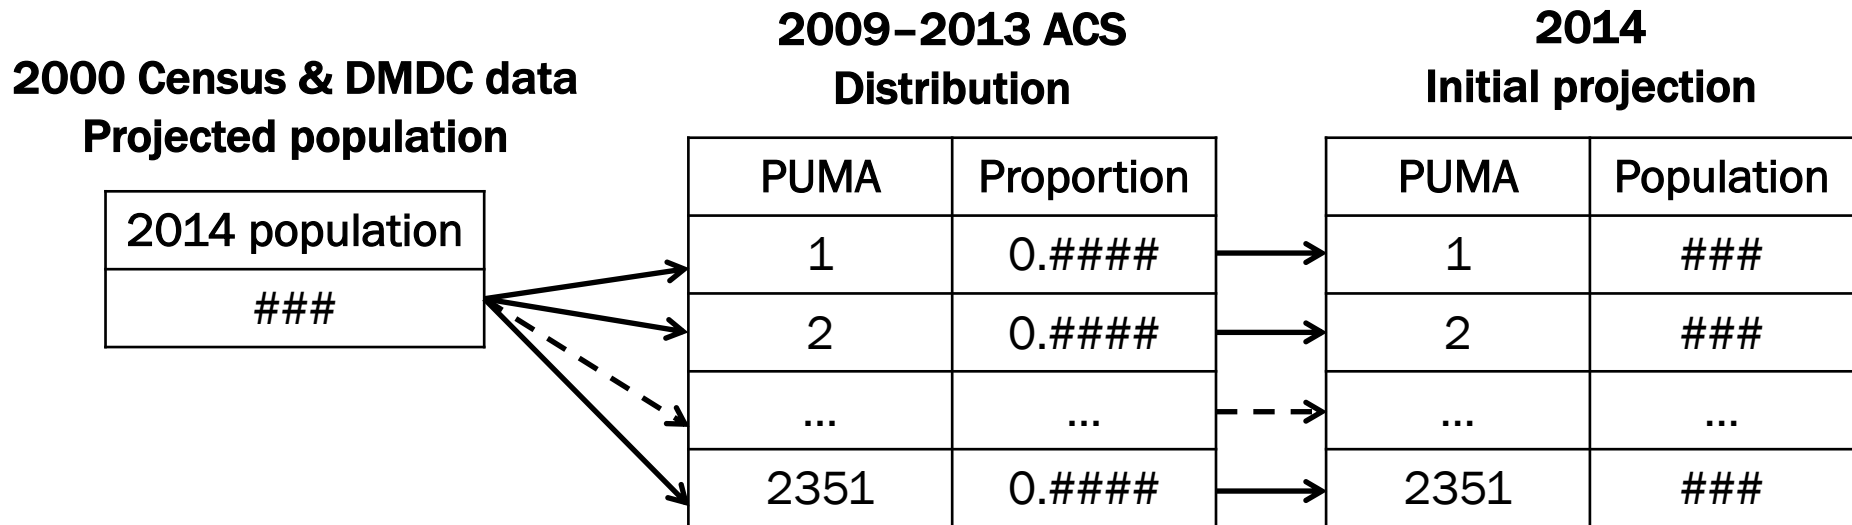 2000 Census & DMDC data
Projected population
2014 population
###
2009–2013 ACS
Distribution
PUMA Proportion
1 0.####
2 0.####
... ...
2351 0.####
2014
Initial projection
PUMA Population
1 ###
2 ###
... ...
2351 ###